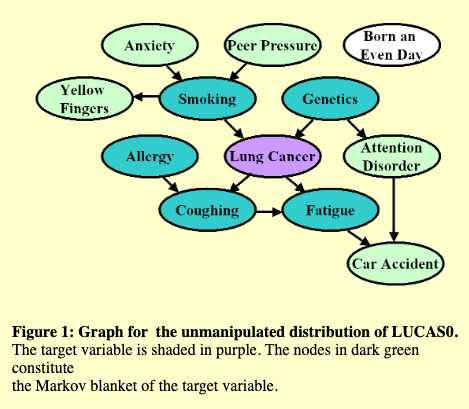 Anxiety
Peer Pressure
Born an
Even Day
Yellow
Fingers
Smoking
Genetics
Allergy
Lung Cancer
Attention
Disorder
Coughing
Fatigue
Car Accident
Figure 1: Graph for the unmanipulated distribution of LUCAS0.
The target variable is shaded in purple. The nodes in dark green
constitute
the Markov blanket of the target variable.